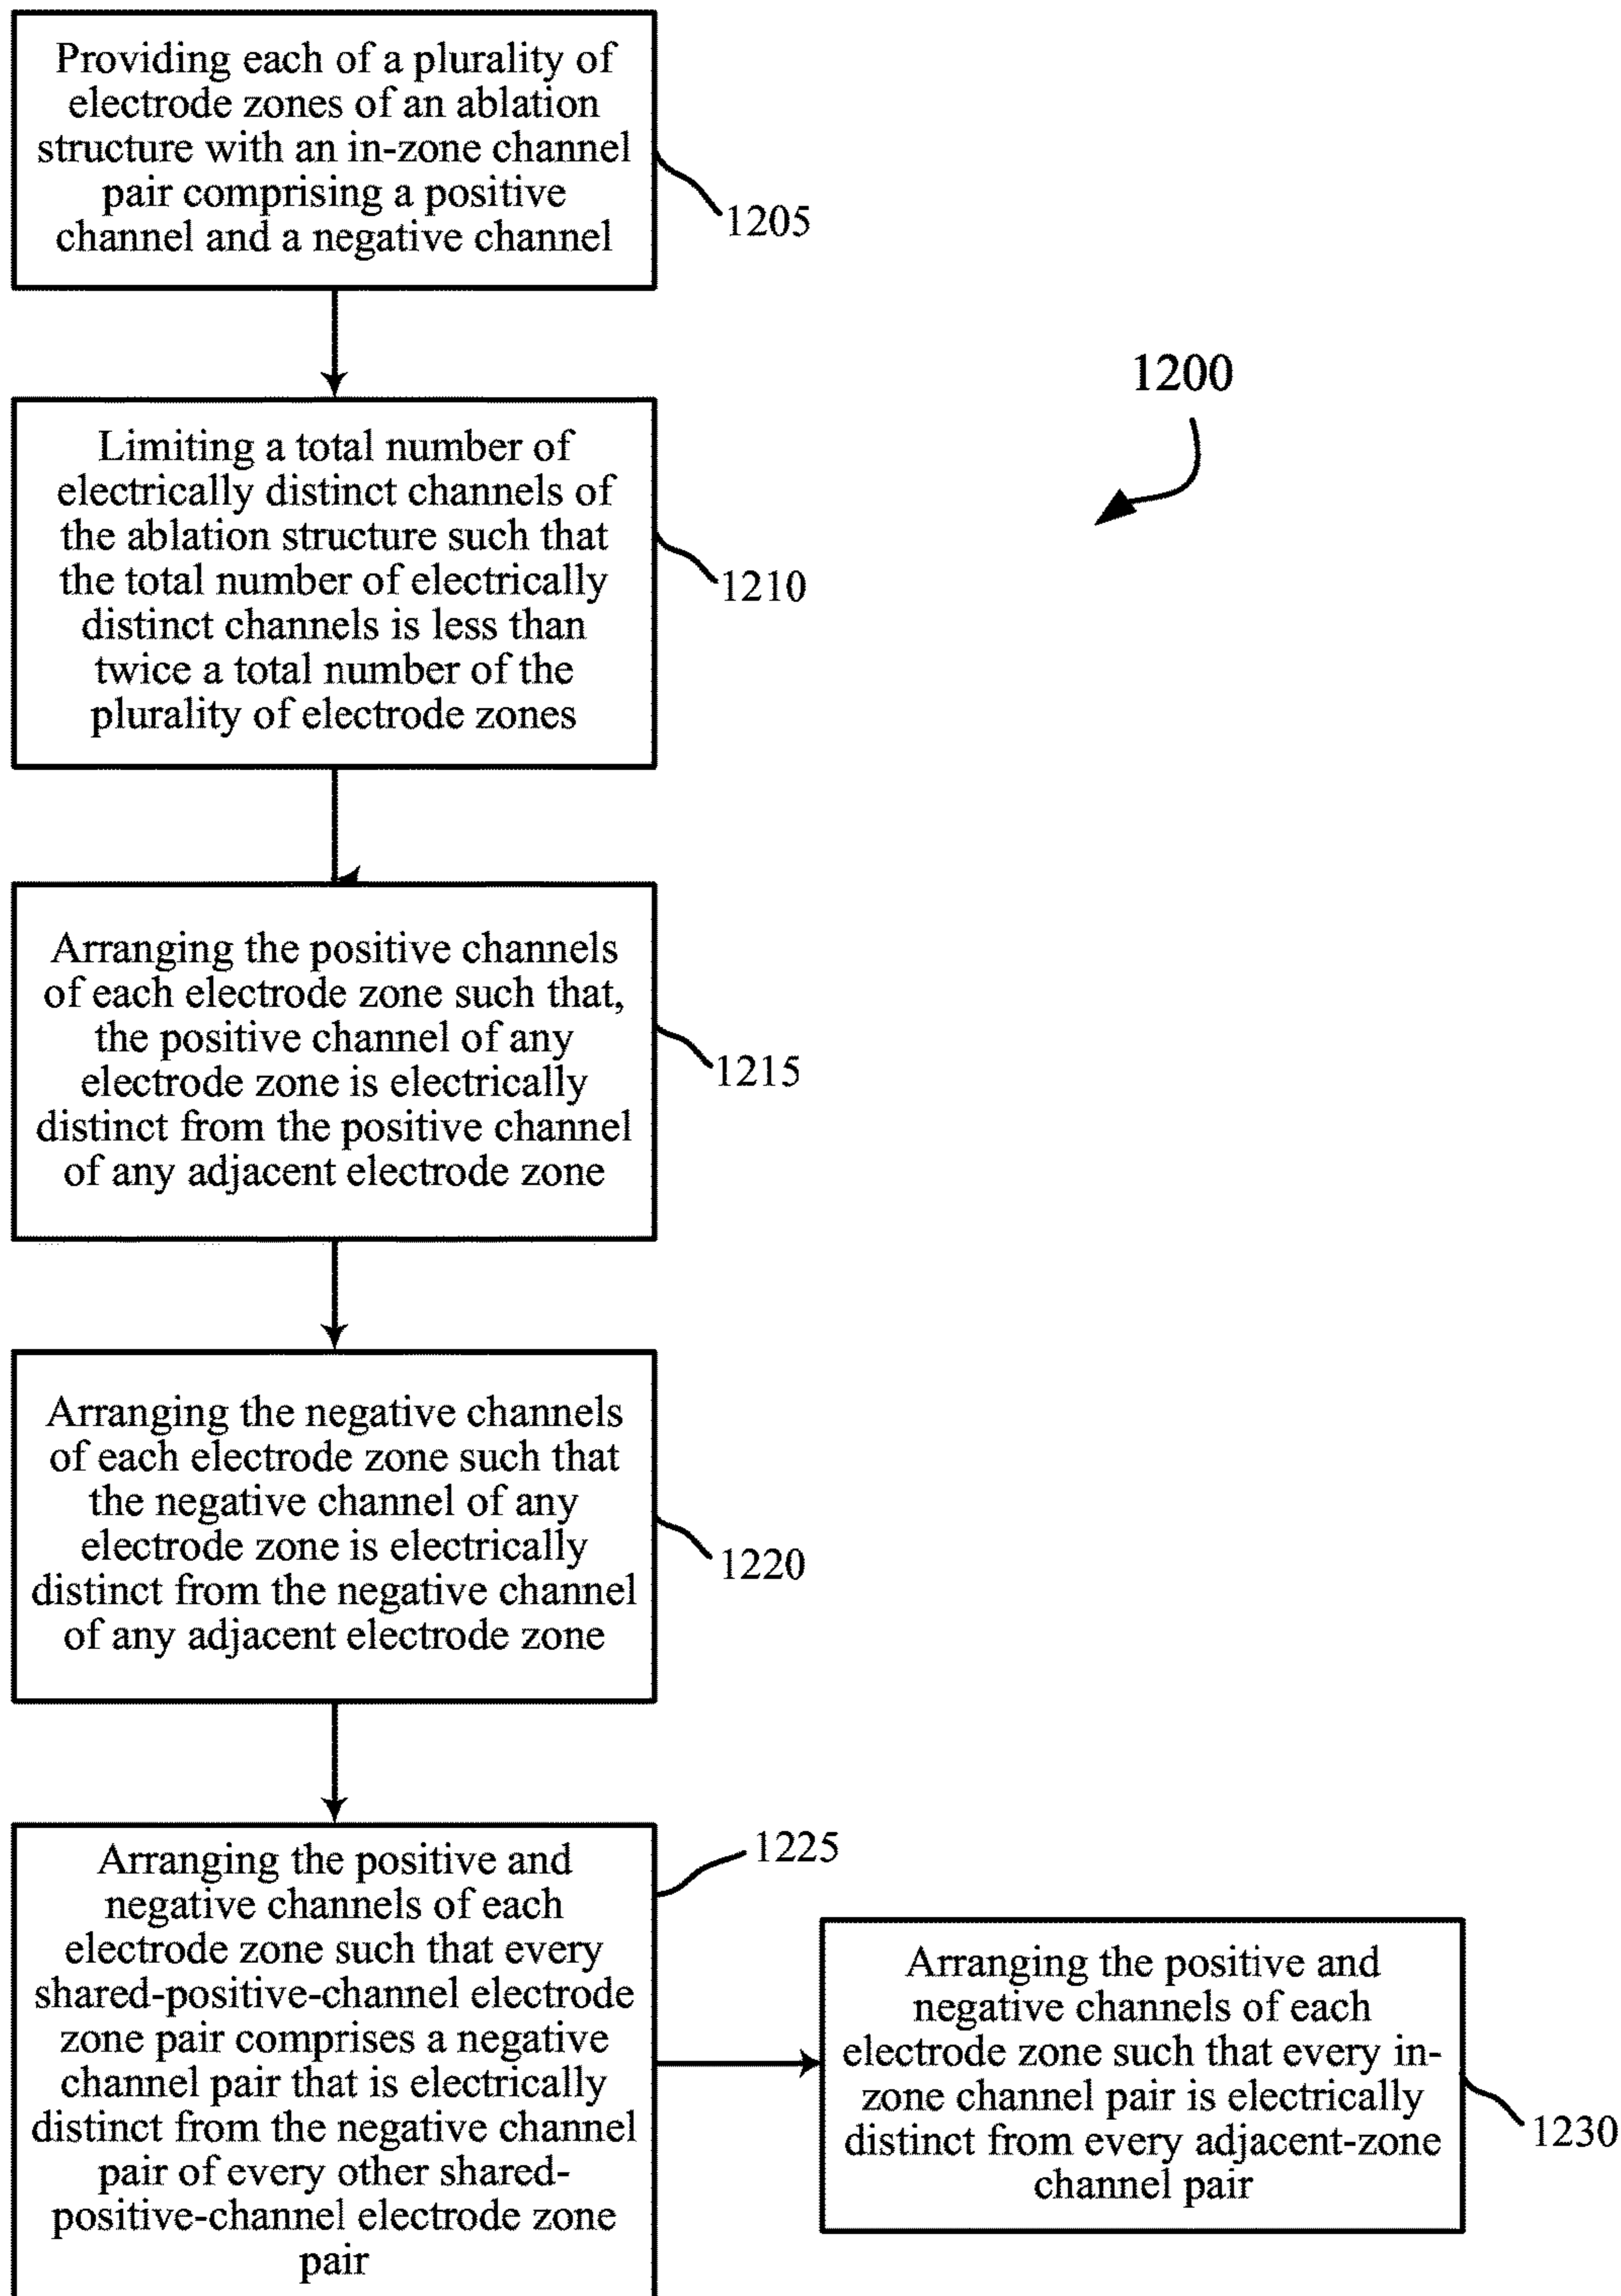 Providing each of a plurality of
electrode zones of an ablation
structure with an in-zone channel
pair comprising a positive
channel and a negative channel
1205
1200
Limiting a total number of
electrically distinct channels of
the ablation structure such that
the total number of electrically
distinct channels is less than
twice a total number of the
plurality of electrode zones
1210
Arranging the positive channels
of each electrode zone such that,
the positive channel of any
electrode zone is electrically
distinct from the positive channel
of any adjacent electrode zone
1215
Arranging the negative channels
of each electrode zone such that
the negative channel of any
electrode zone is electrically
distinct from the negative channel
of any adjacent electrode zone
1220
Arranging the positive and
negative channels of each
electrode zone such that every
shared-positive-channel electrode
zone pair comprises a negative
channel pair that is electrically
distinct from the negative channel
pair of every other shared-
positive-channel electrode zone
pair
1225
Arranging the positive and
negative channels of each
electrode zone such that every in-
zone channel pair is electrically
distinct from every adjacent-zone
channel pair
1230